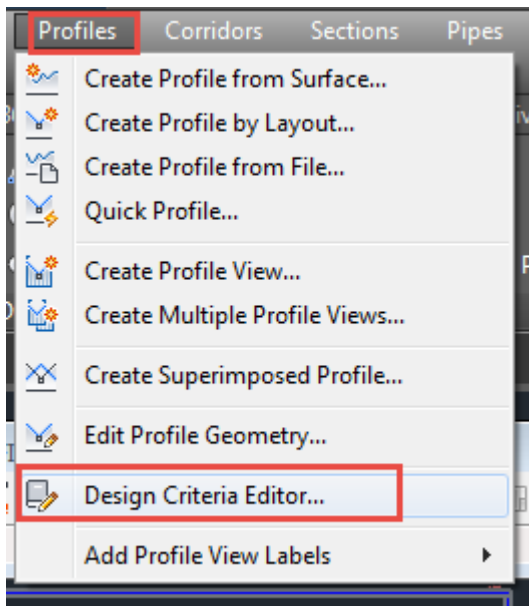 Profiles Corridors Sections Pipes
Create Profile from Surface...
Create Profile by Layout...
Create Profile from File...
Quick Profile...
Create Profile View...
Create Multiple Profile Views...
Create Superimposed Profile...
Edit Profile Geometry...
Design Criteria Editor...
Add Profile View Labels